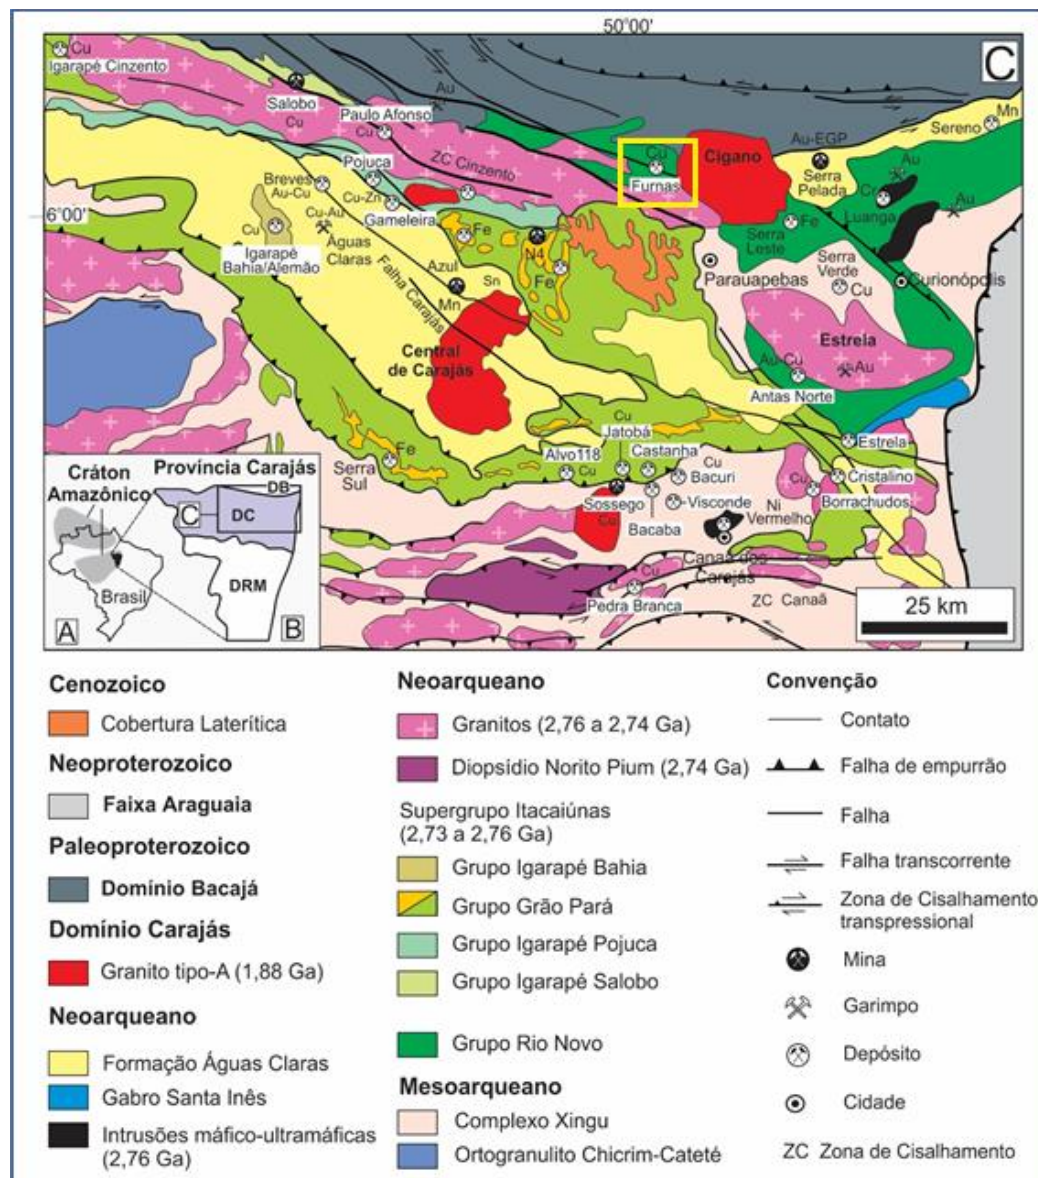 50°00'
C
Cu
Igarapé Cinzento
Salobo
Cu
Au
Paulo Afonso
Cu
ZC Cinzento
Pojuca
Cu-Zn
Gameleira
Breves
Au-Cu
Cu-Au
Águas
Claras
Cu
Igarapé
Bahia/Alemão
6°00'
Fe
N4
Fe
Azul
Mn
Sn
Falha Carajás
Central
de Carajás
Cu
Furnas
Cigano
Au-EGP
Serra
Pelada
Mn
Sereno
Au
Cr
Luanga
Au
Fe
Serra
Leste
Parauapebas
Serra
Verde
Cu
Curionópolis
Estrela
Au-Cu
Au
Antas Norte
Estrela
Cristalino
Cu
Borrachudos
Fe
Serra
Sul
Cu
Jatobá
Alvo118
Cu
Castanha
Cu
Bacuri
Sossego
Cu
Visconde
Bacaba
Ni
Vermelho
Canaã dos
Carajás
Cu
Pedra Branca
ZC Canaã
25 km
Cráton
Amazônico
Brasil
A
Província Carajás
DB
C
DC
DRM
B
Cenozoico
Cobertura Laterítica
Neoproterozoico
Faixa Araguaia
Paleoproterozoico
Domínio Bacajá
Domínio Carajás
Granito tipo-A (1,88 Ga)
Neoarqueano
Formação Águas Claras
Gabro Santa Inês
Intrusões máfico-ultramáficas
(2,76 Ga)
Neoarqueano
Granitos (2,76 a 2,74 Ga)
Diopsídio Norito Pium (2,74 Ga)
Supergrupo Itacaiúnas
(2,73 a 2,76 Ga)
Grupo Igarapé Bahia
Grupo Grão Pará
Grupo Igarapé Pojuca
Grupo Igarapé Salobo
Grupo Rio Novo
Mesoarqueano
Complexo Xingu
Ortogranulito Chicrim-Cateté
Convenção
Contato
Falha de empurrão
Falha
Falha transcorrente
Zona de Cisalhamento
transpressional
Mina
Garimpo
Depósito
Cidade
ZC Zona de Cisalhamento